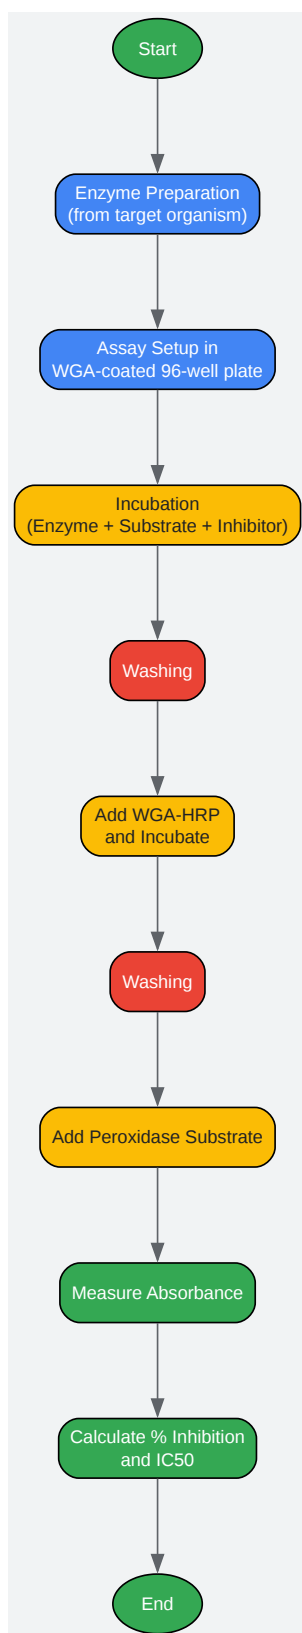 Start
Enzyme Preparation
(from target organism)
Assay Setup in
WGA-coated 96-well plate
Incubation
(Enzyme + Substrate + Inhibitor)
Washing
Add WGA-HRP
and Incubate
Washing
Add Peroxidase Substrate
Measure Absorbance
Calculate % Inhibition
and IC50
End